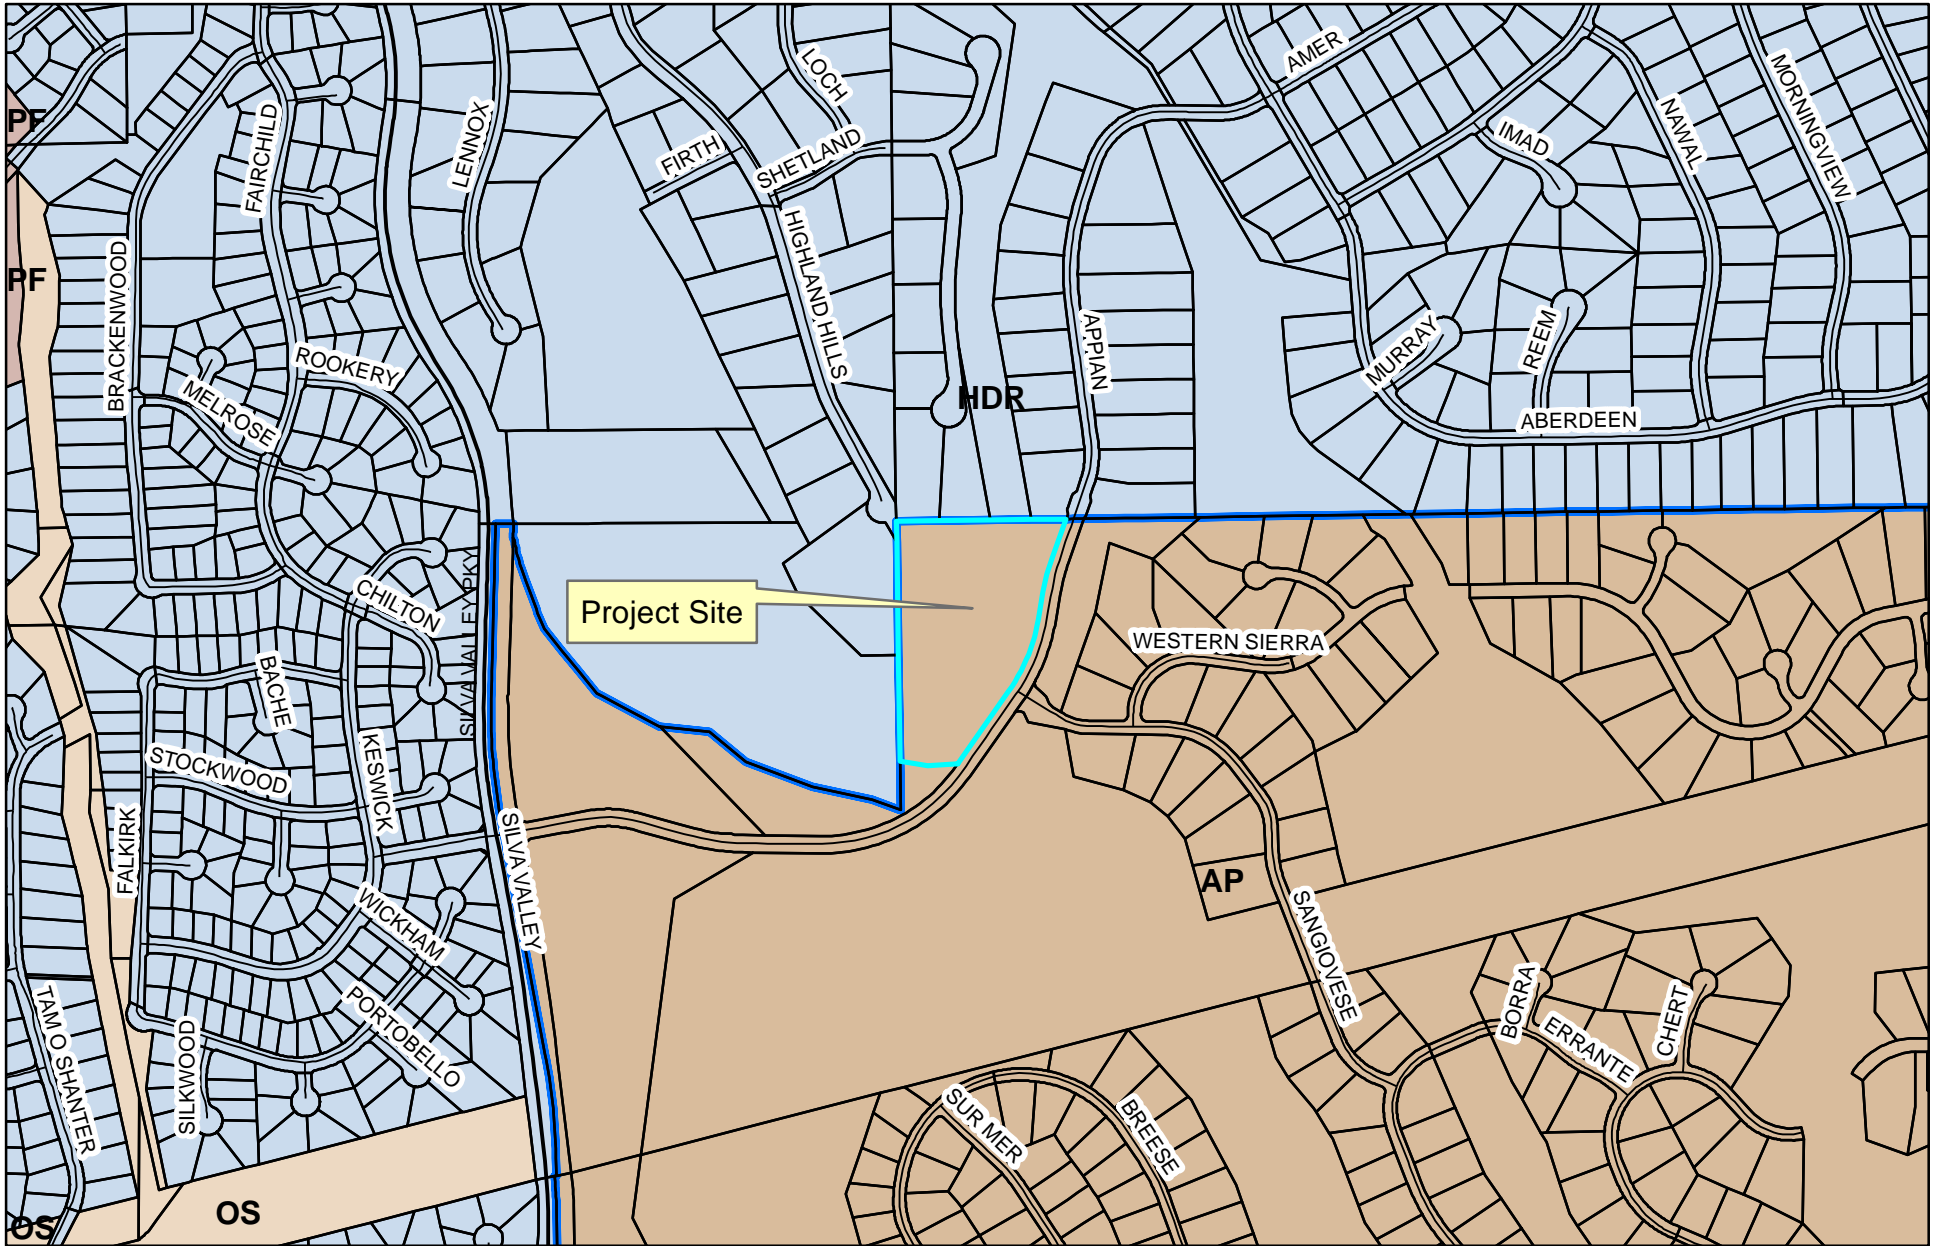 AMER
LOCH
LENNOX
MORNINGVIEW
NAWAL
PF
FAIRCHILD
FIRTH
SHETLAND
IMAD
HIGHLAND HILLS
PF
BRACKENWOOD
APPIAN
MURRAY
REEM
ROOKERY
MELROSE
HDR
ABERDEEN
SILVA VALLEY PKY
CHILTON
Project Site
WESTERN SIERRA
BACHE
KESWICK
STOCKWOOD
FALKIRK
SILVA VALLEY
AP
WICKHAM
SANGIOVESE
PORTOBELLO
BORRA
ERRANTE
CHERT
TAM O SHANTER
SILKWOOD
SUR MER
BREESE
OS
OS